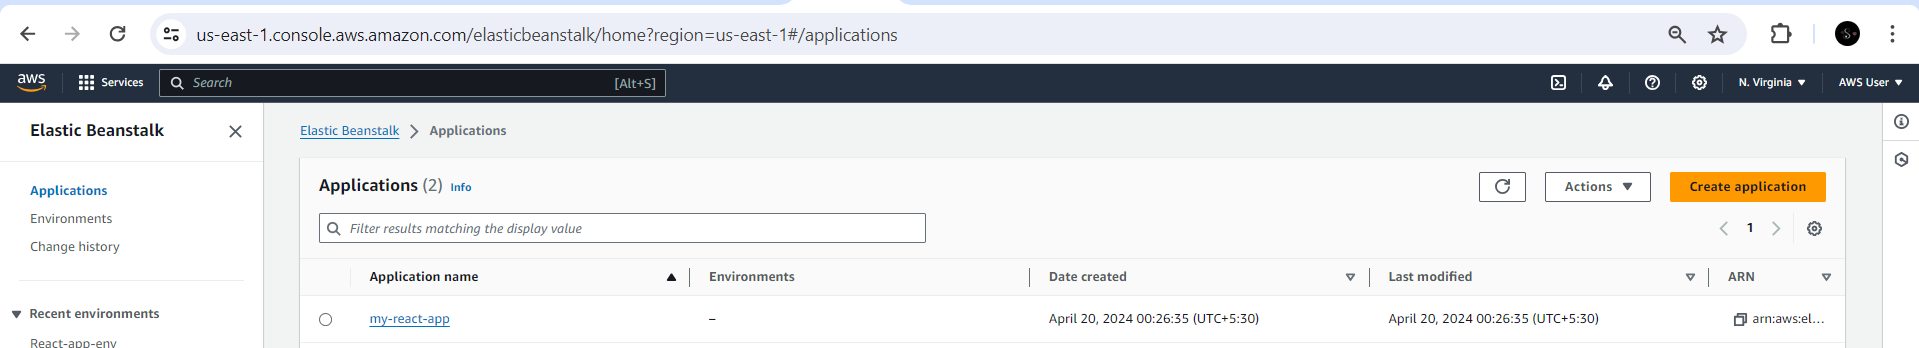 us-east-1.console.aws.amazon.com/elasticbeanstalk/home?region=us-east-1#/applications
aws Services Search [Alt+S] N. Virginia AWS User
Elastic Beanstalk
Elastic Beanstalk Applications
Applications
Environments
Change history
Recent environments
React-app-env
Applications (2) Info
Actions
Create application
Filter results matching the display value
1
Application name Environments Date created Last modified ARN
my-react-app – April 20, 2024 00:26:35 (UTC+5:30) April 20, 2024 00:26:35 (UTC+5:30) arn:aws:el...